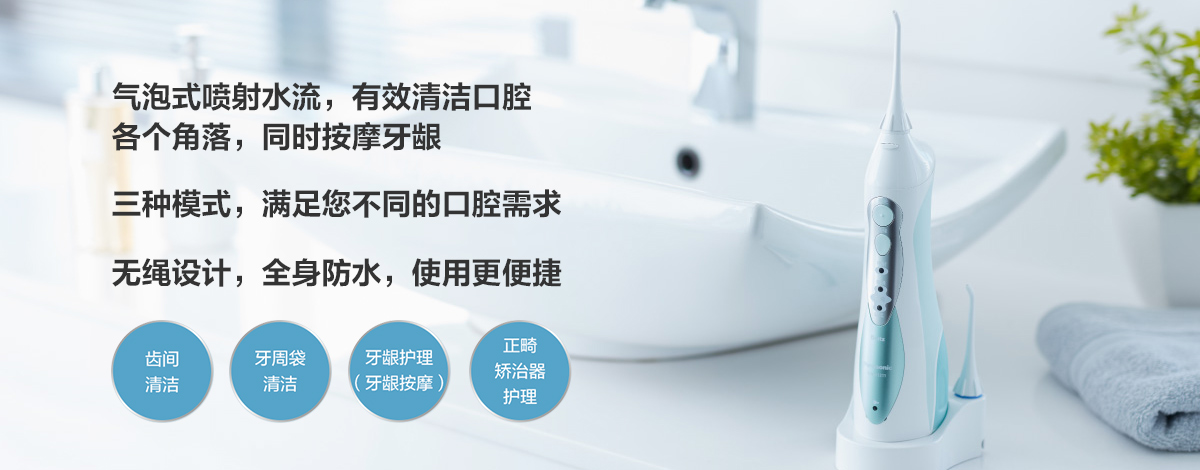 气泡式喷射水流，有效清洁口腔
各个角落，同时按摩牙龈
三种模式，满足您不同的口腔需求
无绳设计，全身防水，使用更便捷
齿间
清洁
牙周袋
清洁
牙龈护理
（牙龈按摩）
正畸
矫治器
护理